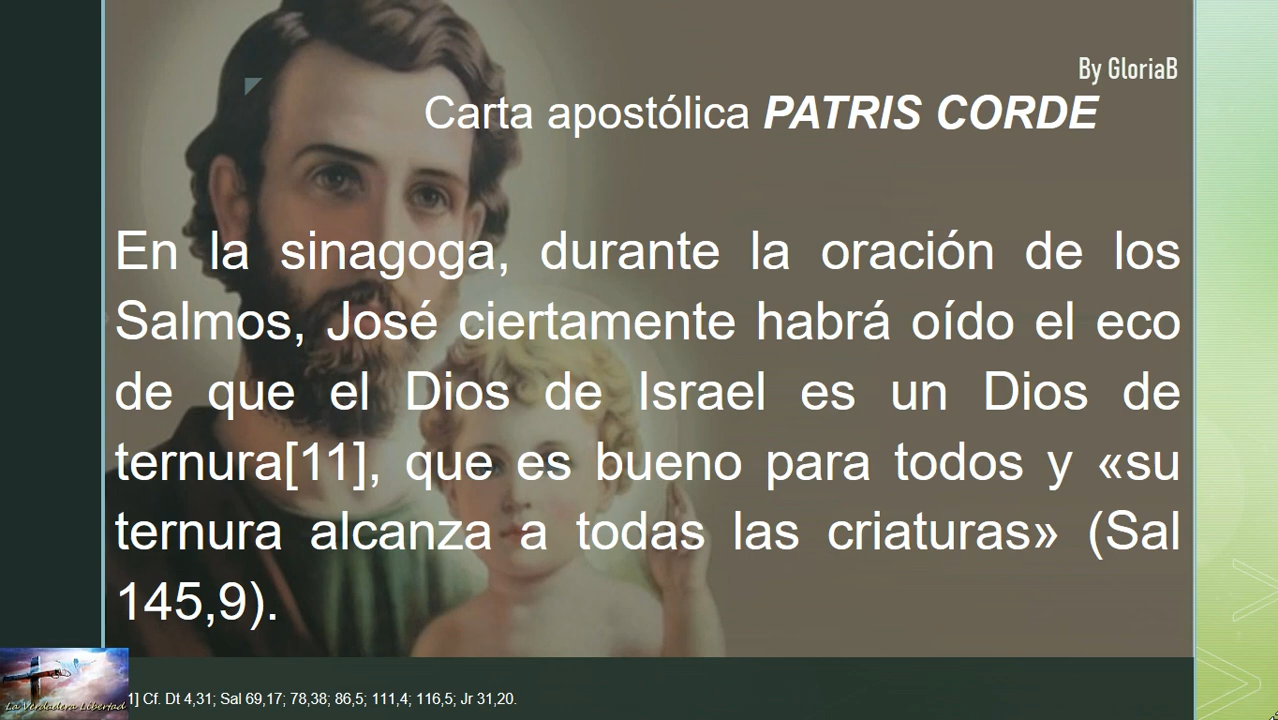 By GloriaB
Carta apostólica PATRIS CORDE
En la sinagoga, durante la oración de los
Salmos, José ciertamente habrá oído el eco
de que el Dios de Israel es un Dios de
ternura[11], que es bueno para todos y «su
ternura alcanza a todas las criaturas» (Sal
145,9).
1] Cf. Dt 4,31; Sal 69,17; 78,38; 86,5; 111,4; 116,5; Jr 31,20.
La Verdadera Libertad